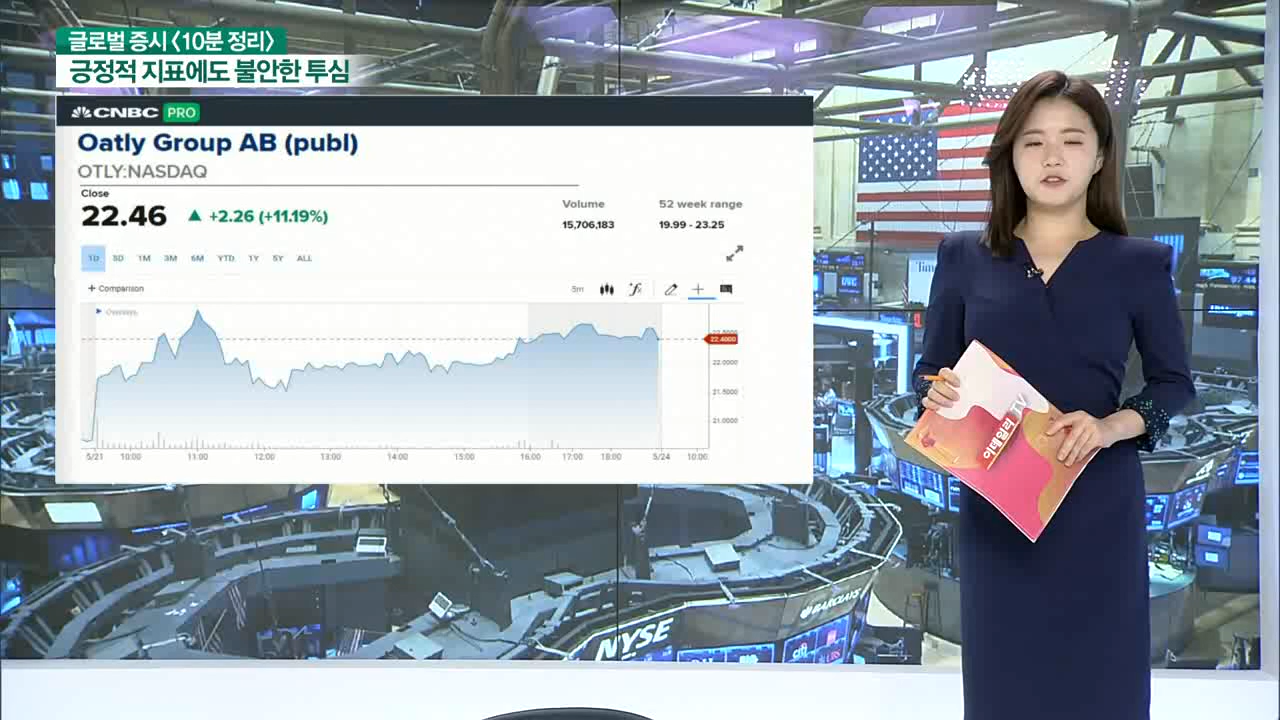 글로벌 증시 <10분 정리>
긍정적 지표에도 불안한 투심
CNBC PRO
Oatly Group AB (publ)
OTLY:NASDAQ
Close
22.46 ▲ +2.26 (+11.19%)
Volume
15,706,183
52 week range
19.99 - 23.25
1D 5D 1M 3M 6M YTD 1Y 5Y ALL
+ Comparison
5m
Overlays
22.5000
22.4000
22.0000
21.5000
21.0000
5/21 10:00 11:00 12:00 13:00 14:00 15:00 16:00 17:00 18:00 5/24 10:00
이데일리 TV
NYSE
BARCLAYS
citi